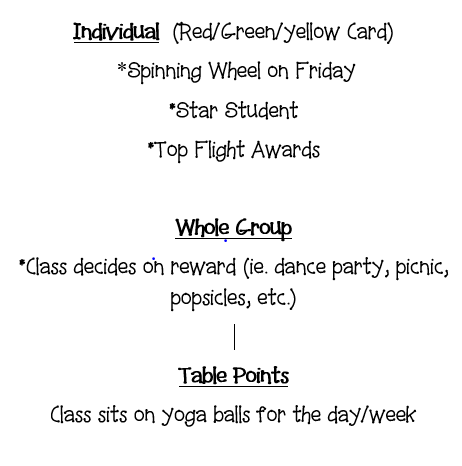 Individual (Red/Green/Yellow Card)
*Spinning Wheel on Friday
*Star Student
*Top Flight Awards
Whole Group
*Class decides on reward (ie. dance party, picnic,
popsicles, etc.)
Table Points
Class sits on yoga balls for the day/week